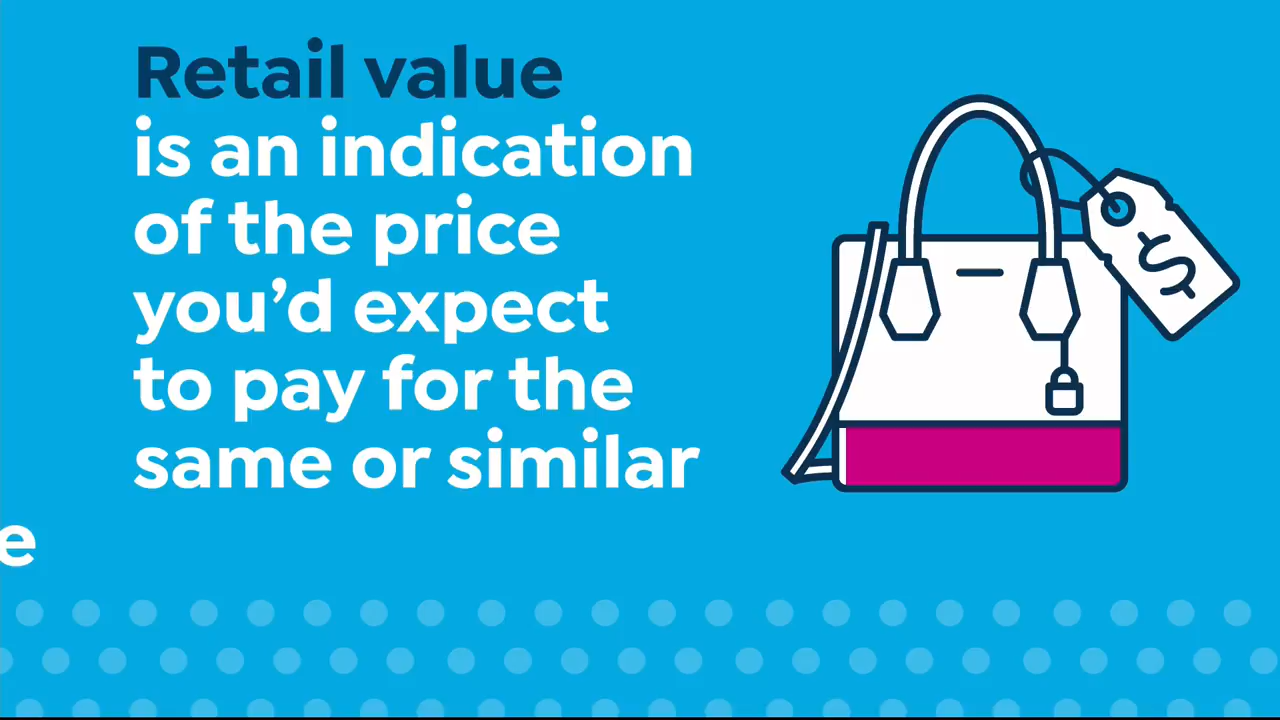 Retail value
is an indication
of the price
you’d expect
to pay for the
same or similar
e
$